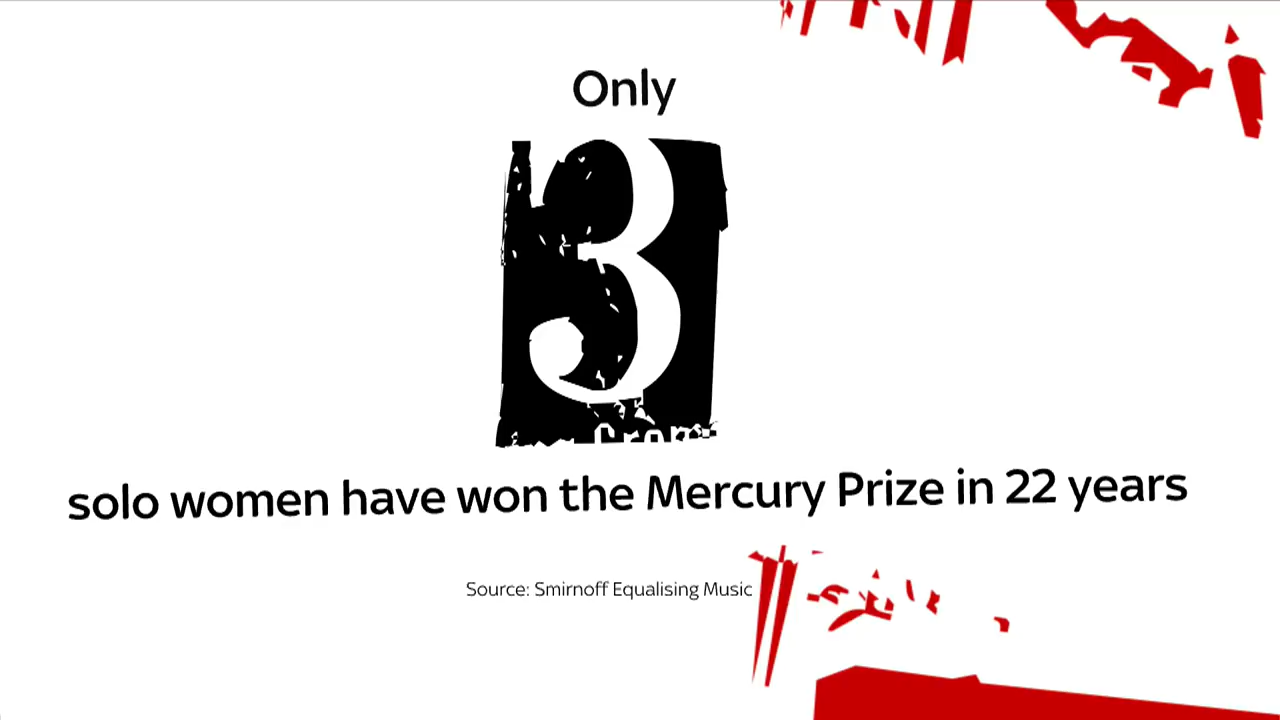 Only
3
solo women have won the Mercury Prize in 22 years
Source: Smirnoff Equalising Music